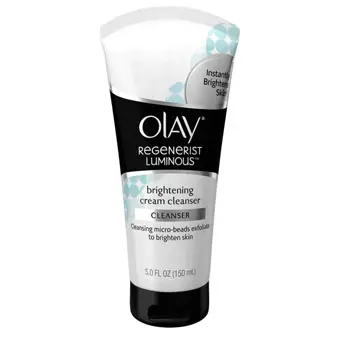 Instantly
Brightens
Skin
OLAY
REGENERIST
LUMINOUS™
brightening
cream cleanser
CLEANSER
Cleansing micro-beads exfoliate
to brighten skin
5.0 FL OZ (150 mL)